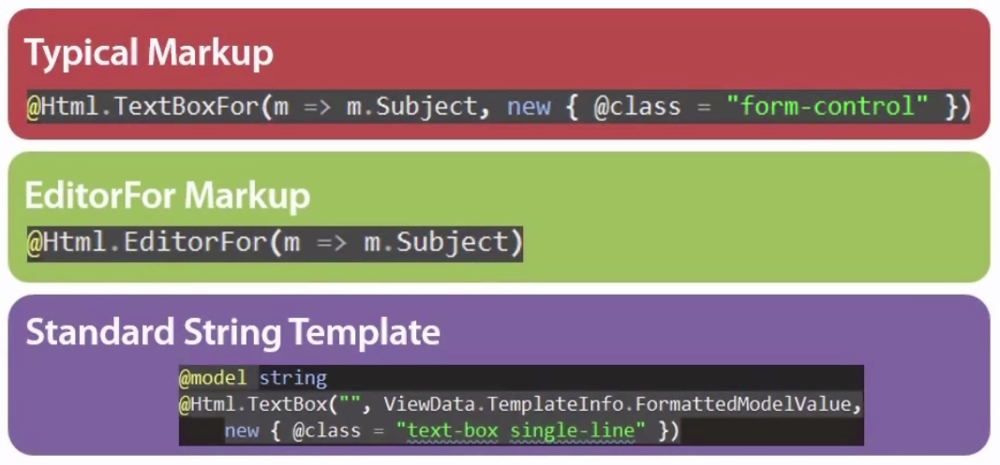 Typical Markup
@Html.TextBoxFor(m => m.Subject, new { @class = "form-control" })
EditorFor Markup
@Html.EditorFor(m => m.Subject)
Standard String Template
@model string
@Html.TextBox("", ViewData.TemplateInfo.FormattedModelValue,
new { @class = "text-box single-line" })